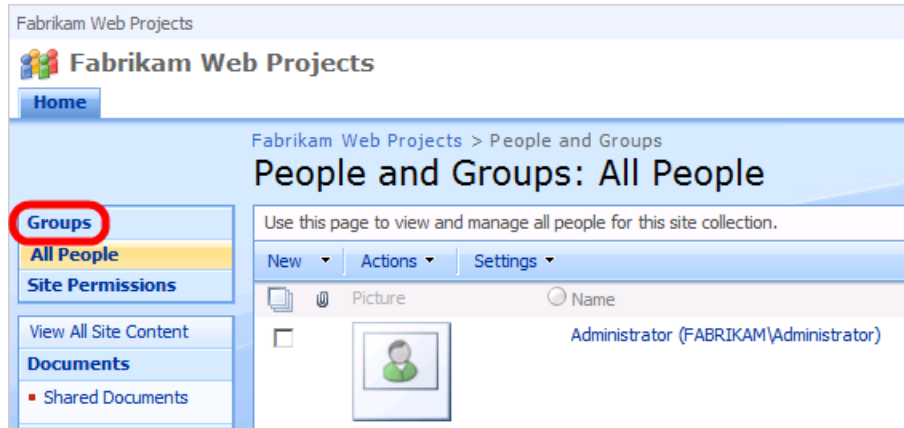 Fabrikam Web Projects
Fabrikam Web Projects
Home
Fabrikam Web Projects > People and Groups
People and Groups: All People
Groups
All People
Site Permissions
View All Site Content
Documents
Shared Documents
Use this page to view and manage all people for this site collection.
New Actions Settings
Picture Name
Administrator (FABRIKAM\Administrator)